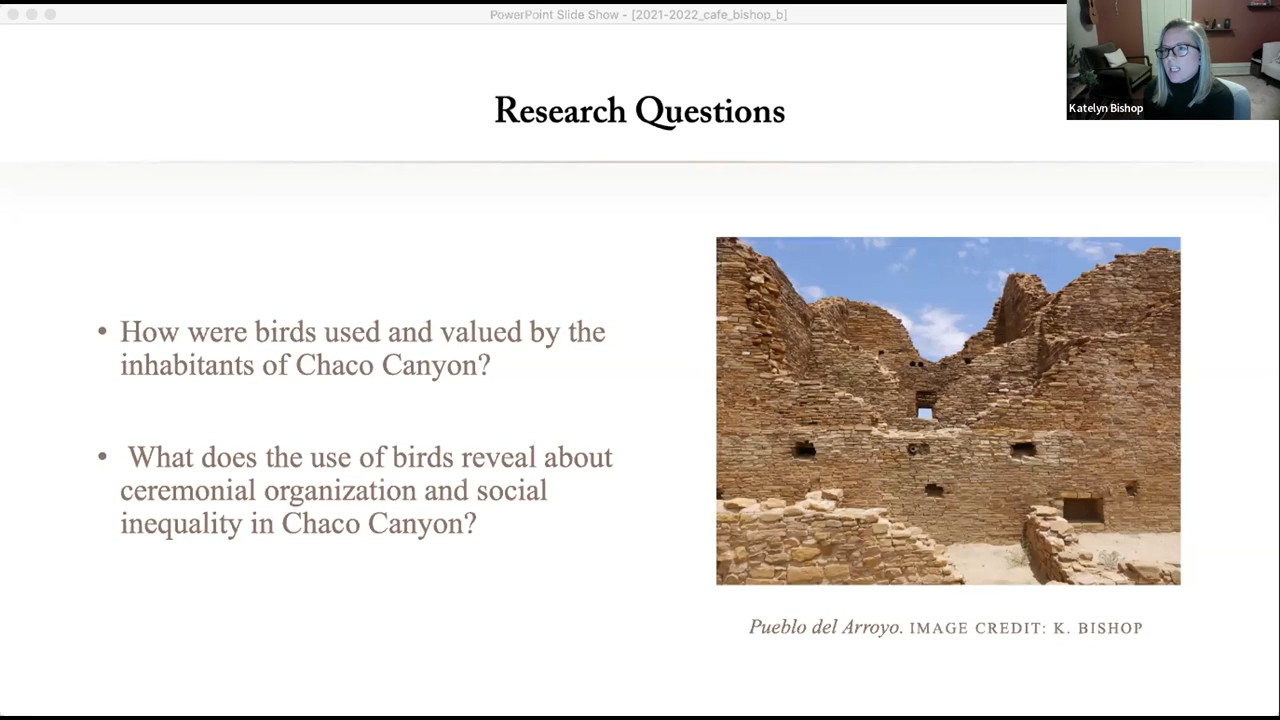 PowerPoint Slide Show - [2021-2022_cafe_bishop_b]
Katelyn Bishop
Research Questions
• How were birds used and valued by the
inhabitants of Chaco Canyon?
• What does the use of birds reveal about
ceremonial organization and social
inequality in Chaco Canyon?
Pueblo del Arroyo. IMAGE CREDIT: K. BISHOP